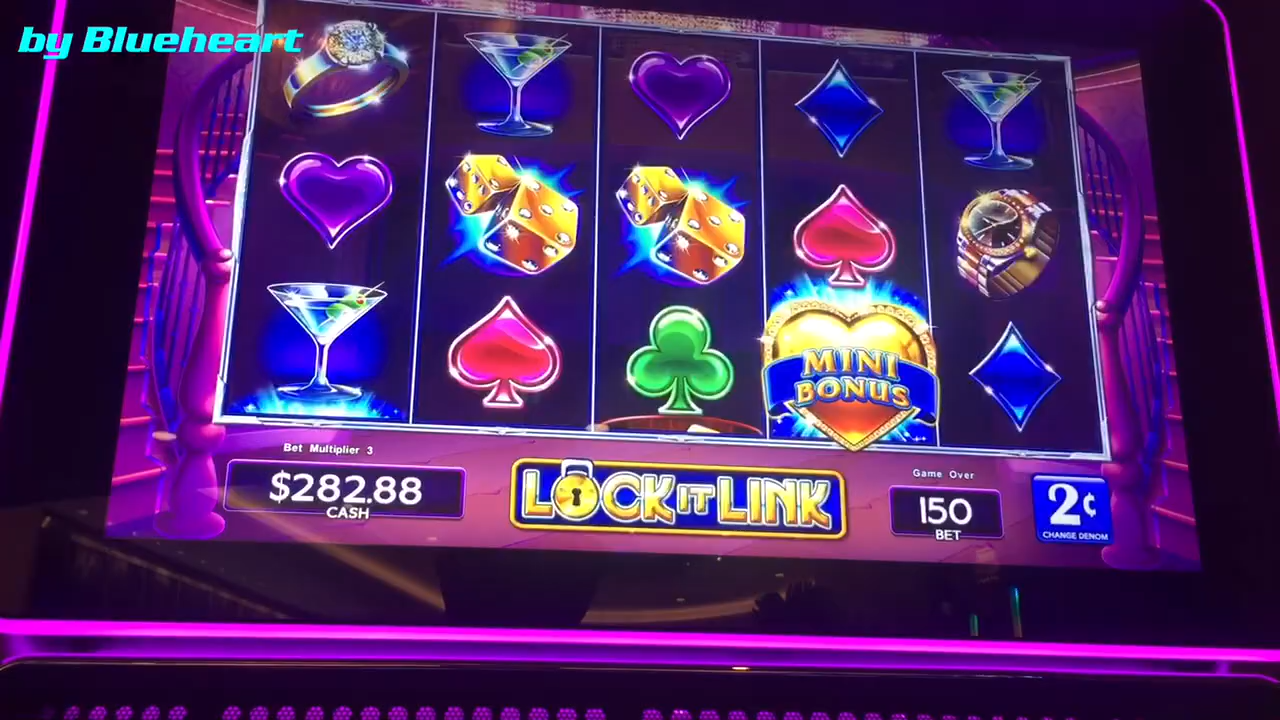 by Blueheart
MINI
BONUS
Bet Multiplier 3
$282.88
CASH
LOCK IT LINK
Game Over
150
BET
2¢
CHANGE DENOM